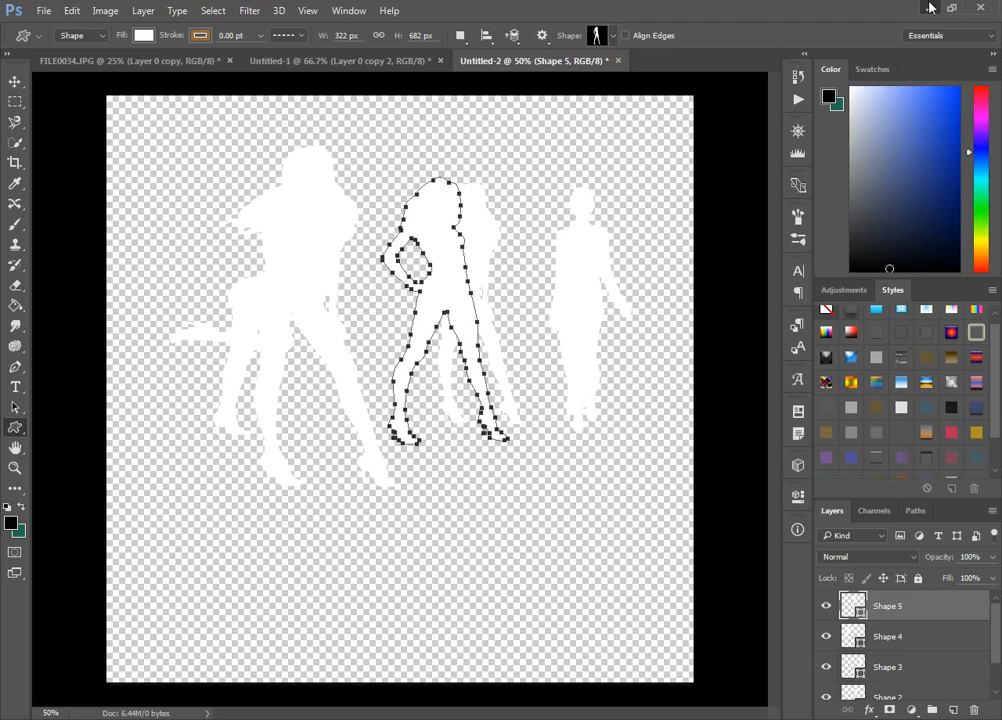 Ps File Edit Image Layer Type Select Filter 3D View Window Help
Shape Fill: Stroke: 0.00 pt W: 322 px H: 682 px Shape: Align Edges Essentials
FILE0034.JPG @ 25% (Layer 0 copy, RGB/8) * × Untitled-1 @ 66.7% (Layer 0 copy 2, RGB/8) * × Untitled-2 @ 50% (Shape 5, RGB/8) * ×
Color Swatches
Adjustments Styles
Layers Channels Paths
Kind
Normal Opacity: 100%
Lock: Fill: 100%
Shape 5
Shape 4
Shape 3
Shape 2
50% Doc: 6.44M/0 bytes